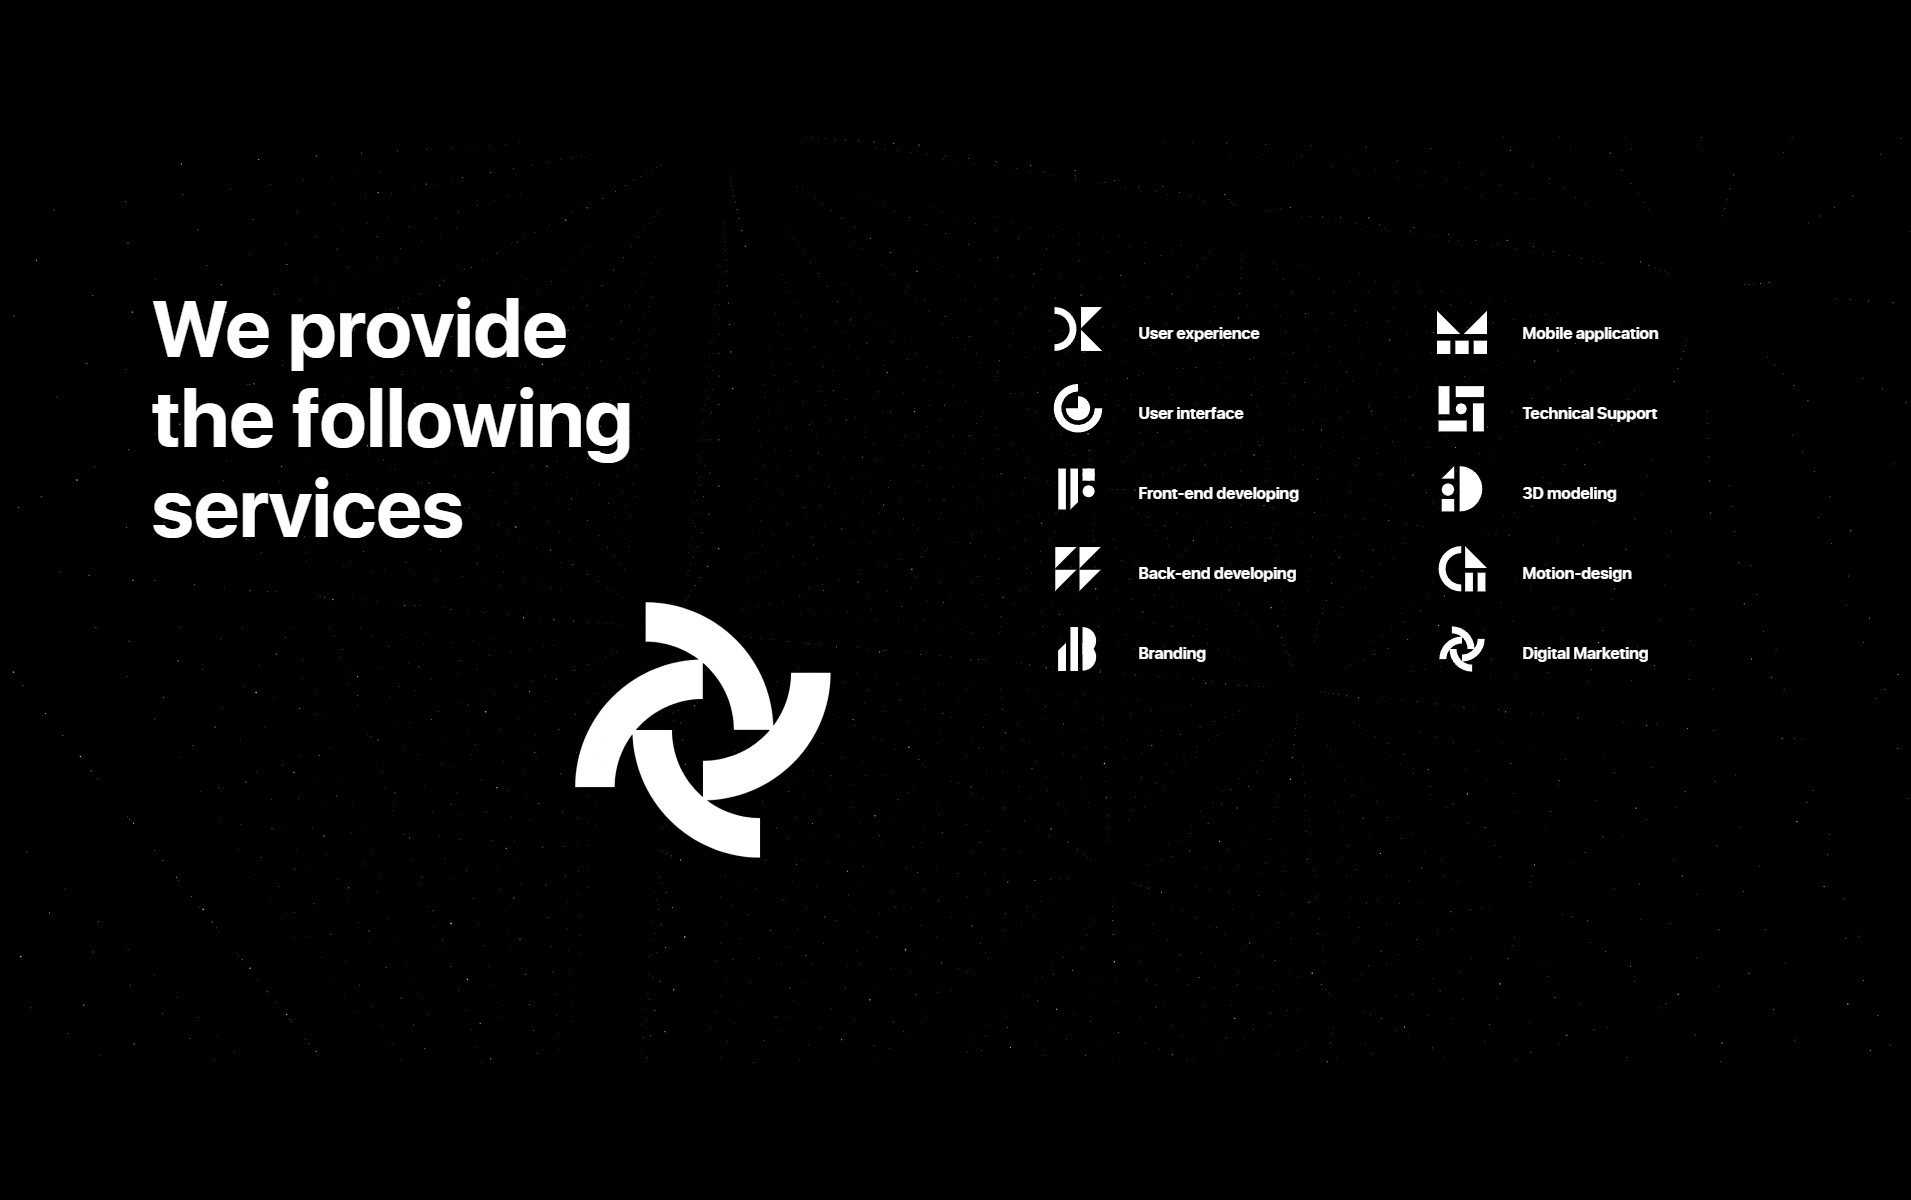 We provide
the following
services
User experience
User interface
Front-end developing
Back-end developing
Branding
Mobile application
Technical Support
3D modeling
Motion-design
Digital Marketing